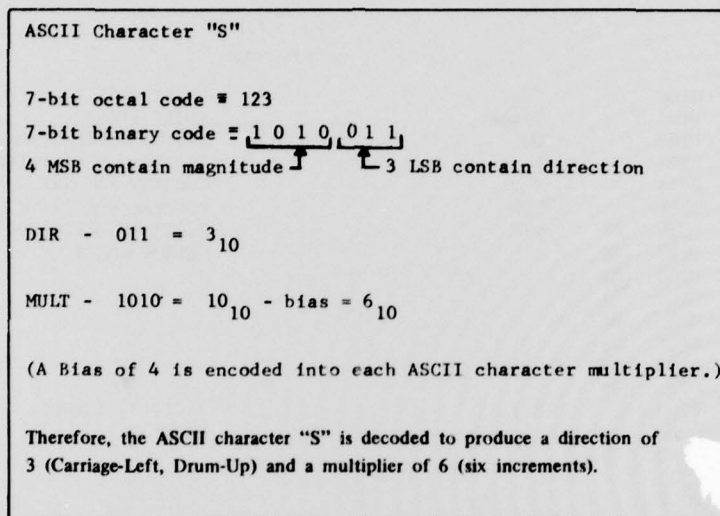 ASCII Character "S"
7-bit octal code = 123
7-bit binary code = 1 0 1 0 0 1 1
4 MSB contain magnitude 3 LSB contain direction
DIR - 011 = 3₁₀
MULT - 1010 = 10₁₀ - bias = 6₁₀
(A Bias of 4 is encoded into each ASCII character multiplier.)
Therefore, the ASCII character “S” is decoded to produce a direction of
3 (Carriage-Left, Drum-Up) and a multiplier of 6 (six increments).